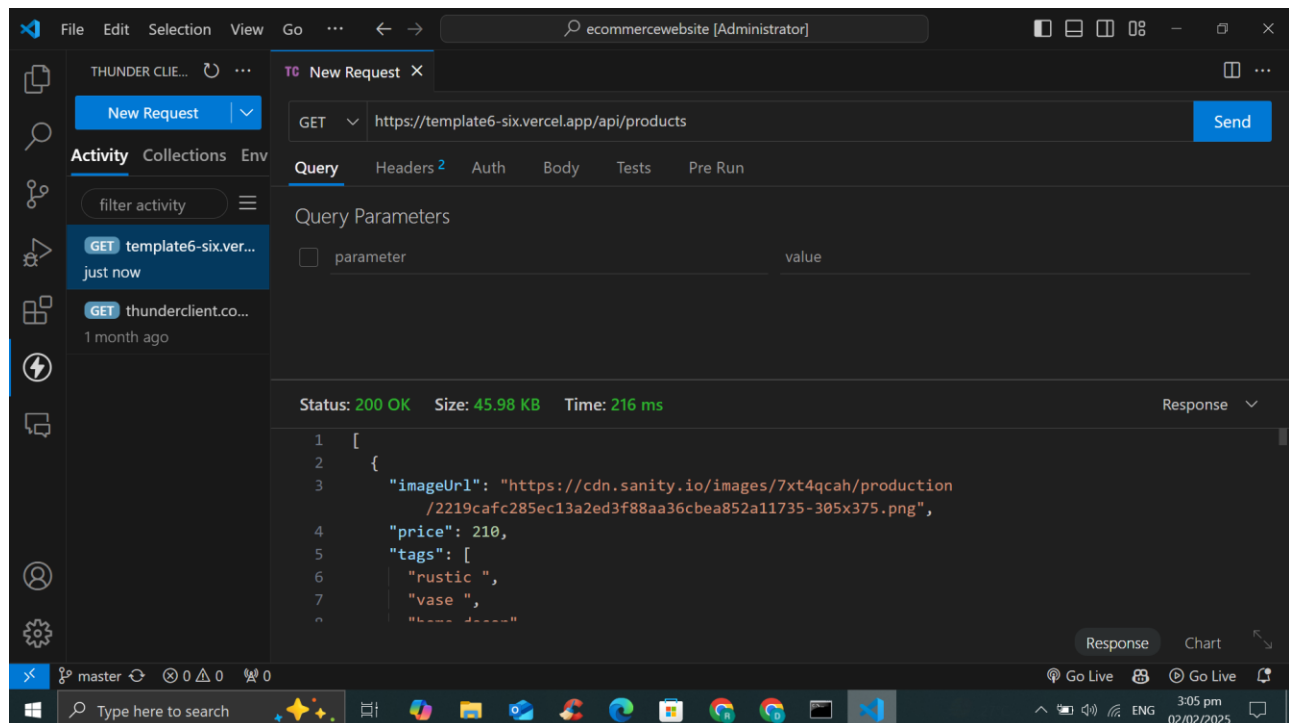 File Edit Selection View Go ··· ecommercewebsite [Administrator]
THUNDER CLIE... ···
TC New Request
···
New Request
GET https://template6-six.vercel.app/api/products Send
Activity Collections Env
Query Headers 2 Auth Body Tests Pre Run
filter activity
Query Parameters
GET template6-six.ver...
just now
parameter value
GET thunderclient.co...
1 month ago
Status: 200 OK Size: 45.98 KB Time: 216 ms Response
1 [
2 {
3 "imageUrl": "https://cdn.sanity.io/images/7xt4qcah/production
/2219cafc285ec13a2ed3f88aa36cbea852a11735-305x375.png",
4 "price": 210,
5 "tags": [
6 "rustic ",
7 "vase ",
Response Chart
master 0 0 0 Go Live Go Live
Type here to search
ENG
3:05 pm
02/02/2025